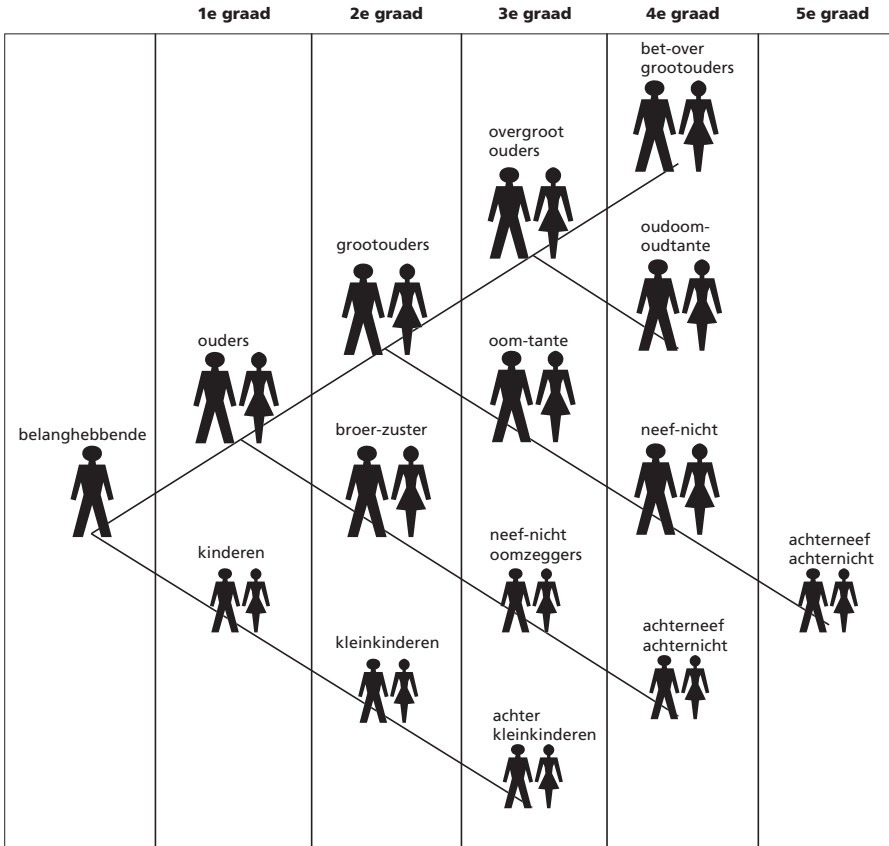 1e graad
2e graad
3e graad
4e graad
5e graad
belanghebbende
ouders
kinderen
grootouders
broer-zuster
kleinkinderen
overgroot
ouders
oom-tante
neef-nicht
oomzeggers
achter
kleinkinderen
bet-over
grootouders
oudoom-
oudtante
neef-nicht
achterneef
achternicht
achterneef
achternicht